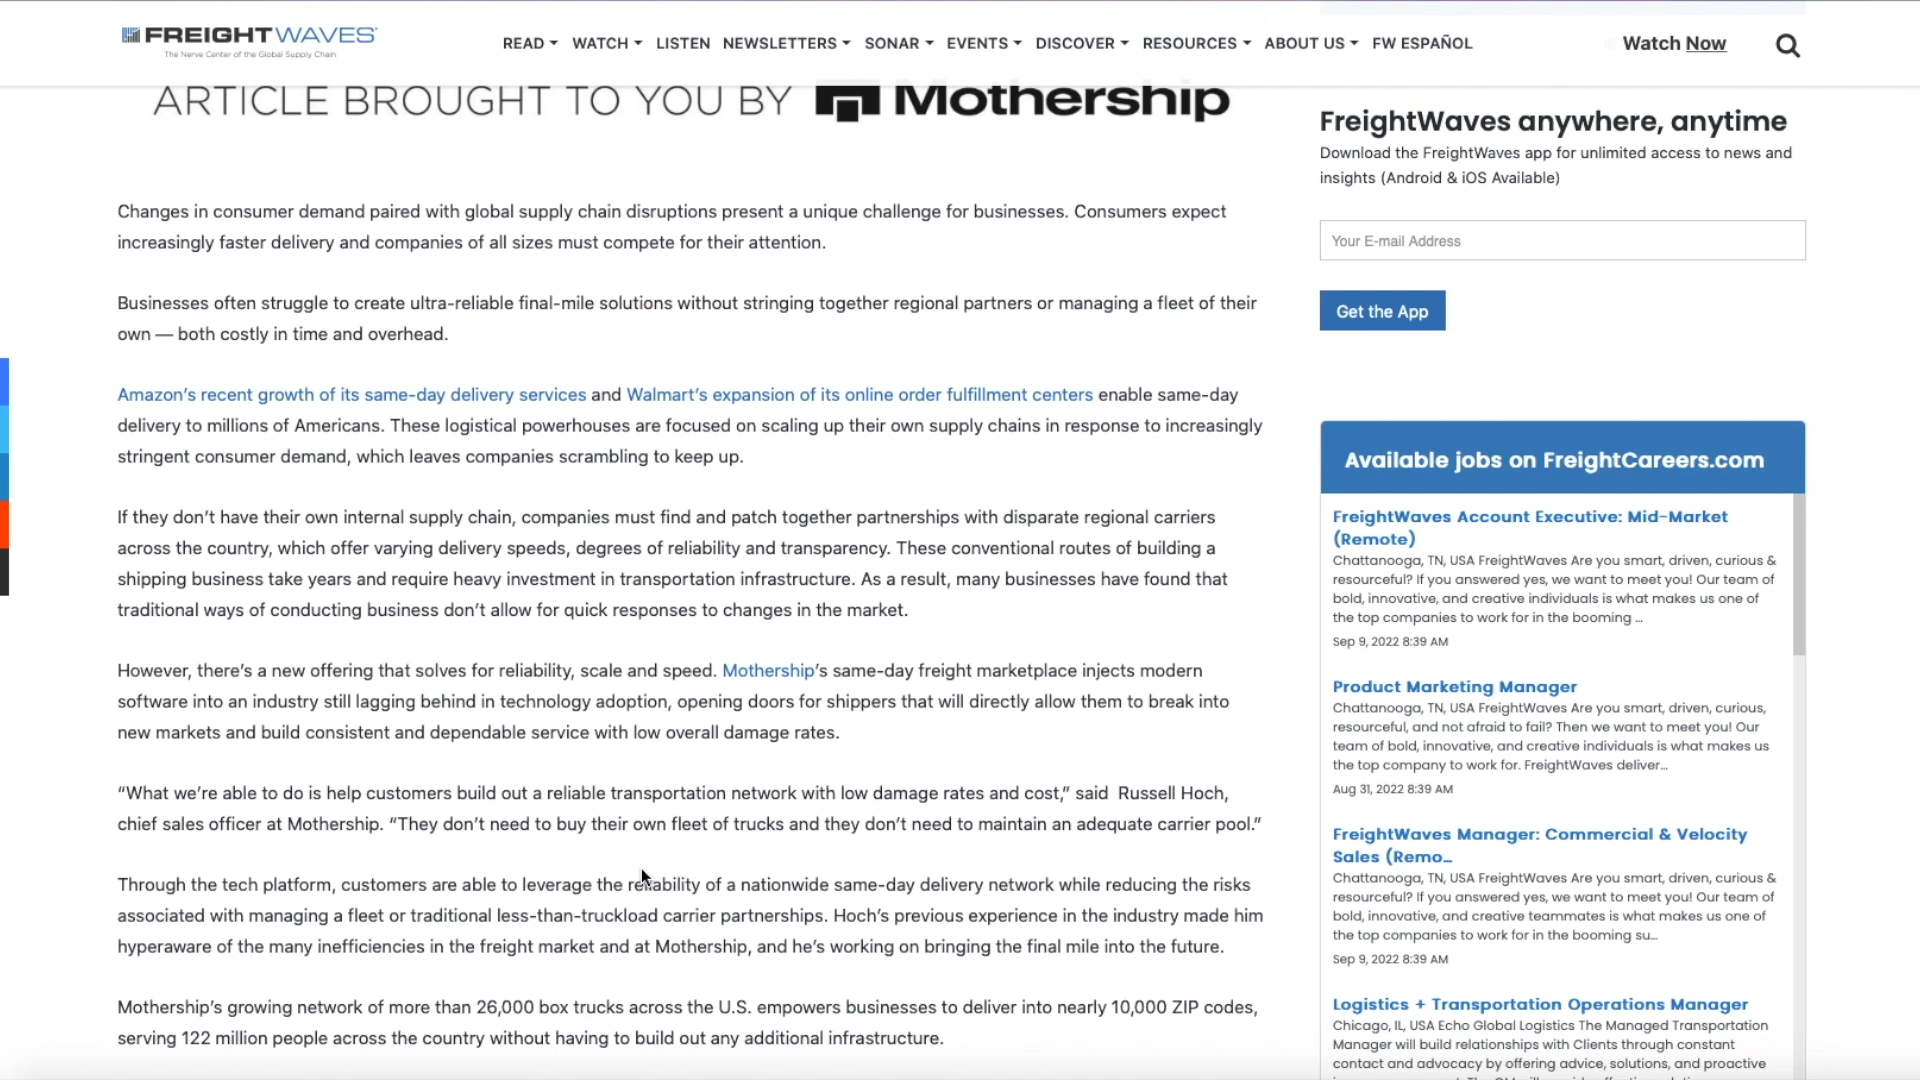 FREIGHTWAVES
The Nerve Center of the Global Supply Chain
READ WATCH LISTEN NEWSLETTERS SONAR EVENTS DISCOVER RESOURCES ABOUT US FW ESPAÑOL
Watch Now
ARTICLE BROUGHT TO YOU BY Mothership
Changes in consumer demand paired with global supply chain disruptions present a unique challenge for businesses. Consumers expect
increasingly faster delivery and companies of all sizes must compete for their attention.
Businesses often struggle to create ultra-reliable final-mile solutions without stringing together regional partners or managing a fleet of their
own — both costly in time and overhead.
Amazon’s recent growth of its same-day delivery services and Walmart’s expansion of its online order fulfillment centers enable same-day
delivery to millions of Americans. These logistical powerhouses are focused on scaling up their own supply chains in response to increasingly
stringent consumer demand, which leaves companies scrambling to keep up.
If they don’t have their own internal supply chain, companies must find and patch together partnerships with disparate regional carriers
across the country, which offer varying delivery speeds, degrees of reliability and transparency. These conventional routes of building a
shipping business take years and require heavy investment in transportation infrastructure. As a result, many businesses have found that
traditional ways of conducting business don’t allow for quick responses to changes in the market.
However, there’s a new offering that solves for reliability, scale and speed. Mothership’s same-day freight marketplace injects modern
software into an industry still lagging behind in technology adoption, opening doors for shippers that will directly allow them to break into
new markets and build consistent and dependable service with low overall damage rates.
“What we’re able to do is help customers build out a reliable transportation network with low damage rates and cost,” said Russell Hoch,
chief sales officer at Mothership. “They don’t need to buy their own fleet of trucks and they don’t need to maintain an adequate carrier pool.”
Through the tech platform, customers are able to leverage the reliability of a nationwide same-day delivery network while reducing the risks
associated with managing a fleet or traditional less-than-truckload carrier partnerships. Hoch’s previous experience in the industry made him
hyperaware of the many inefficiencies in the freight market and at Mothership, and he’s working on bringing the final mile into the future.
Mothership’s growing network of more than 26,000 box trucks across the U.S. empowers businesses to deliver into nearly 10,000 ZIP codes,
serving 122 million people across the country without having to build out any additional infrastructure.
FreightWaves anywhere, anytime
Download the FreightWaves app for unlimited access to news and
insights (Android & iOS Available)
Your E-mail Address
Get the App
Available jobs on FreightCareers.com
FreightWaves Account Executive: Mid-Market
(Remote)
Chattanooga, TN, USA FreightWaves Are you smart, driven, curious &
resourceful? If you answered yes, we want to meet you! Our team of
bold, innovative, and creative individuals is what makes us one of
the top companies to work for in the booming ...
Sep 9, 2022 8:39 AM
Product Marketing Manager
Chattanooga, TN, USA FreightWaves Are you smart, driven, curious,
resourceful, and not afraid to fail? Then we want to meet you! Our
team of bold, innovative, and creative individuals is what makes us
the top company to work for. FreightWaves deliver...
Aug 31, 2022 8:39 AM
FreightWaves Manager: Commercial & Velocity
Sales (Remo...
Chattanooga, TN, USA FreightWaves Are you smart, driven, curious &
resourceful? If you answered yes, we want to meet you! Our team of
bold, innovative, and creative teammates is what makes us one of
the top companies to work for in the booming su...
Sep 9, 2022 8:39 AM
Logistics + Transportation Operations Manager
Chicago, IL, USA Echo Global Logistics The Managed Transportation
Manager will build relationships with Clients through constant
contact and advocacy by offering advice, solutions, and proactive